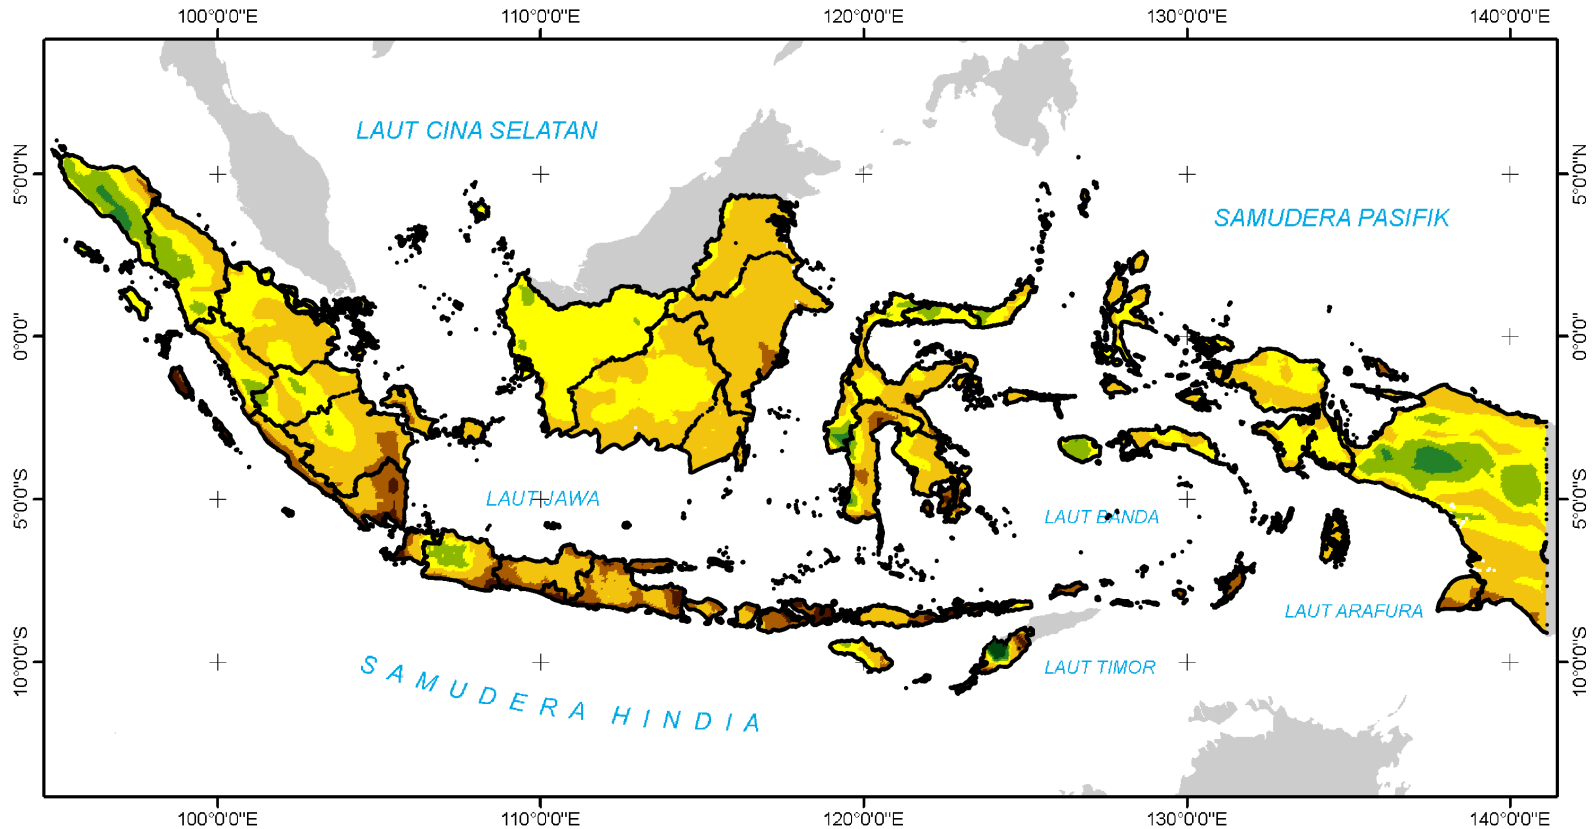 100°0'0"E 110°0'0"E 120°0'0"E 130°0'0"E 140°0'0"E
LAUT CINA SELATAN
5°0'0"N 5°0'0"N
SAMUDERA PASIFIK
0°0'0" 0°0'0"
LAUT JAWA
5°0'0"S 5°0'0"S
LAUT BANDA
LAUT ARAFURA
10°0'0"S 10°0'0"S
LAUT TIMOR
SAMUDERA HINDIA
100°0'0"E 110°0'0"E 120°0'0"E 130°0'0"E 140°0'0"E